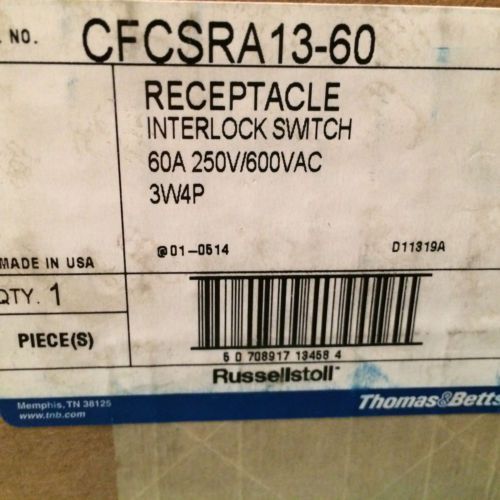 . NO. CFCSRA13-60
RECEPTACLE
INTERLOCK SWITCH
60A 250V/600VAC
3W4P
@01-0514 D11319A
MADE IN USA
QTY. 1
PIECE(S)
5 0 708917 13458 4
Russellstoll™
Memphis, TN 38125
www.tnb.com
Thomas&Betts